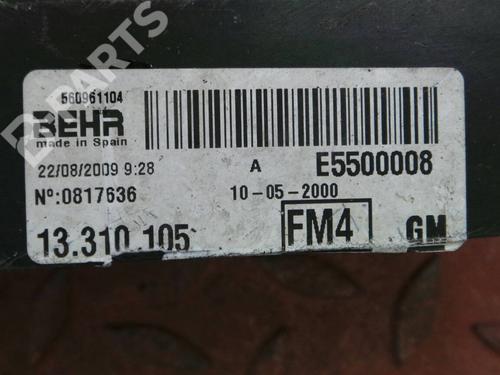 B-PARTS
560961104
BEHR
made in Spain
22/08/2009 9:28 A E5500008
Nº:0817636 10-05-2000
13.310.105 FM4 GM